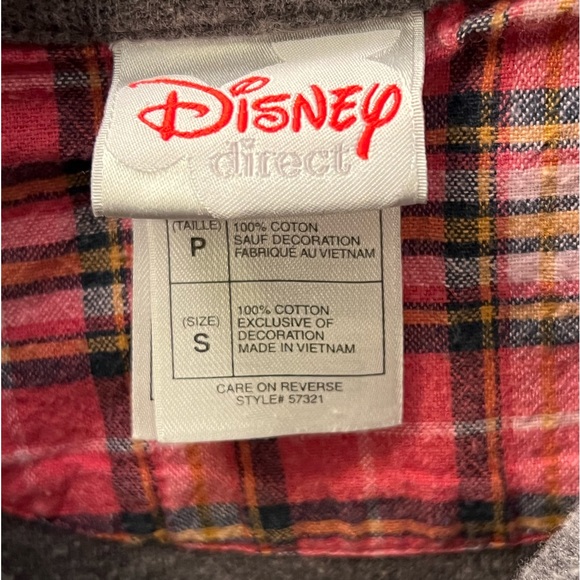 Disney
direct
(TAILLE)
P
100% COTON
SAUF DECORATION
FABRIQUÉ AU VIETNAM
(SIZE)
S
100% COTTON
EXCLUSIVE OF
DECORATION
MADE IN VIETNAM
CARE ON REVERSE
STYLE# 57321